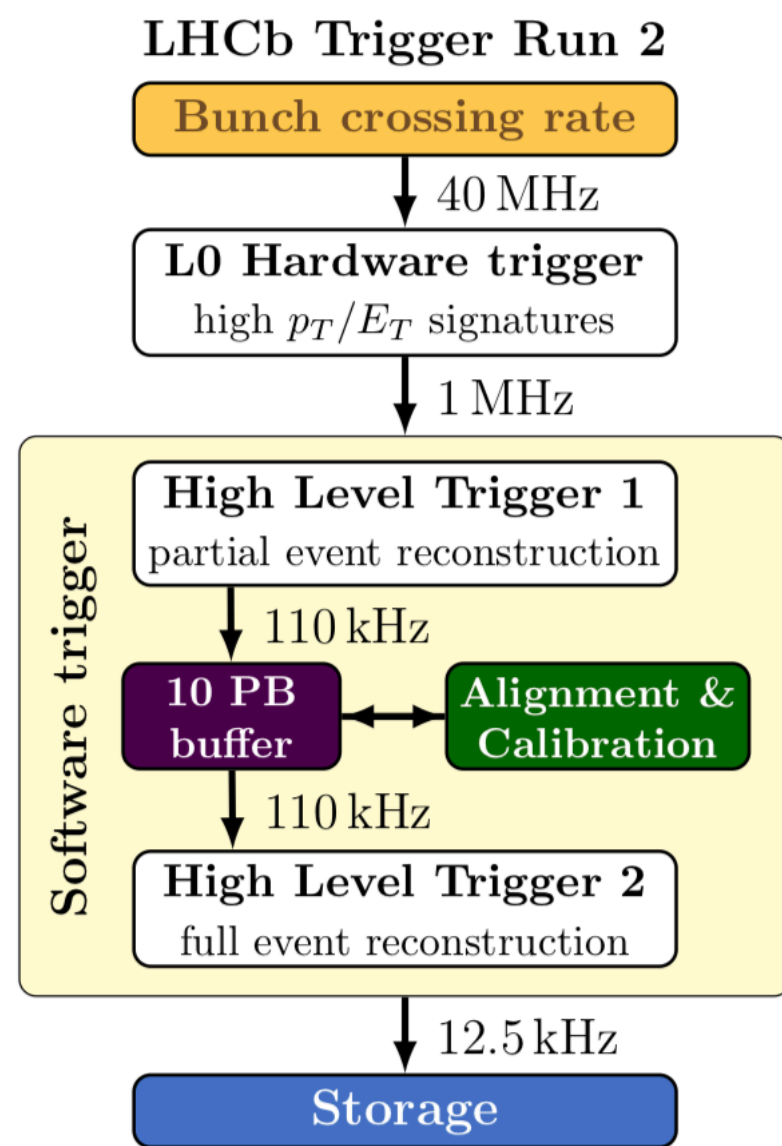 LHCb Trigger Run 2
Bunch crossing rate
40 MHz
L0 Hardware trigger
high p_T/E_T signatures
1 MHz
Software trigger
High Level Trigger 1
partial event reconstruction
110 kHz
10 PB
buffer
Alignment &
Calibration
110 kHz
High Level Trigger 2
full event reconstruction
12.5 kHz
Storage